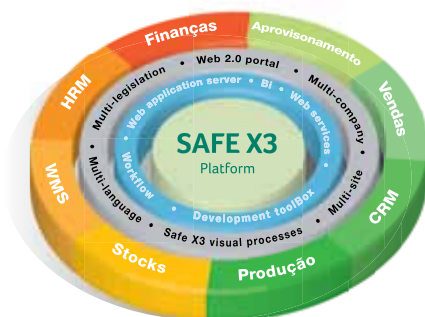 Finanças
Aprovisonamento
Vendas
CRM
Produção
Stocks
WMS
HRM
Multi-legislation • Web 2.0 portal • Multi-company •
Multi-site • Safe X3 visual processes • Multi-language •
Web application server • BI • Web services •
Development toolBox • Workflow •
SAFE X3
Platform